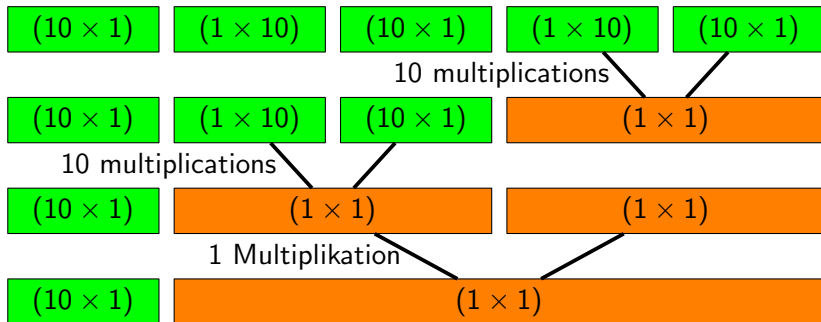 (10 × 1) (1 × 10) (10 × 1) (1 × 10) (10 × 1)
10 multiplications
(10 × 1) (1 × 10) (10 × 1) (1 × 1)
10 multiplications
(10 × 1) (1 × 1) (1 × 1)
1 Multiplikation
(10 × 1) (1 × 1)